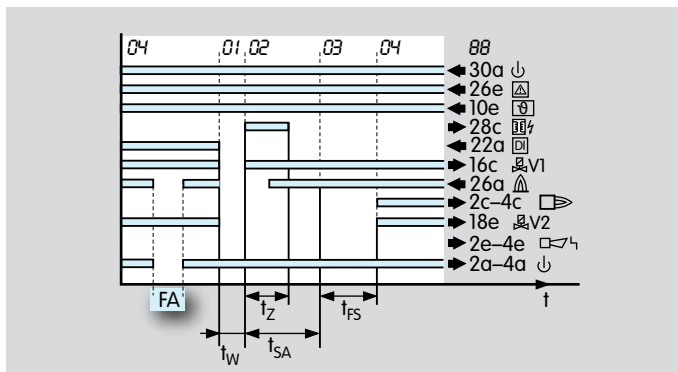 04 01 02 03 04 88
30a
26e
10e ϑ
28c
22a DI
16c V1
26a
2c–4c
18e V2
2e–4e
2a–4a
t
FA tZ tFS
tW tSA